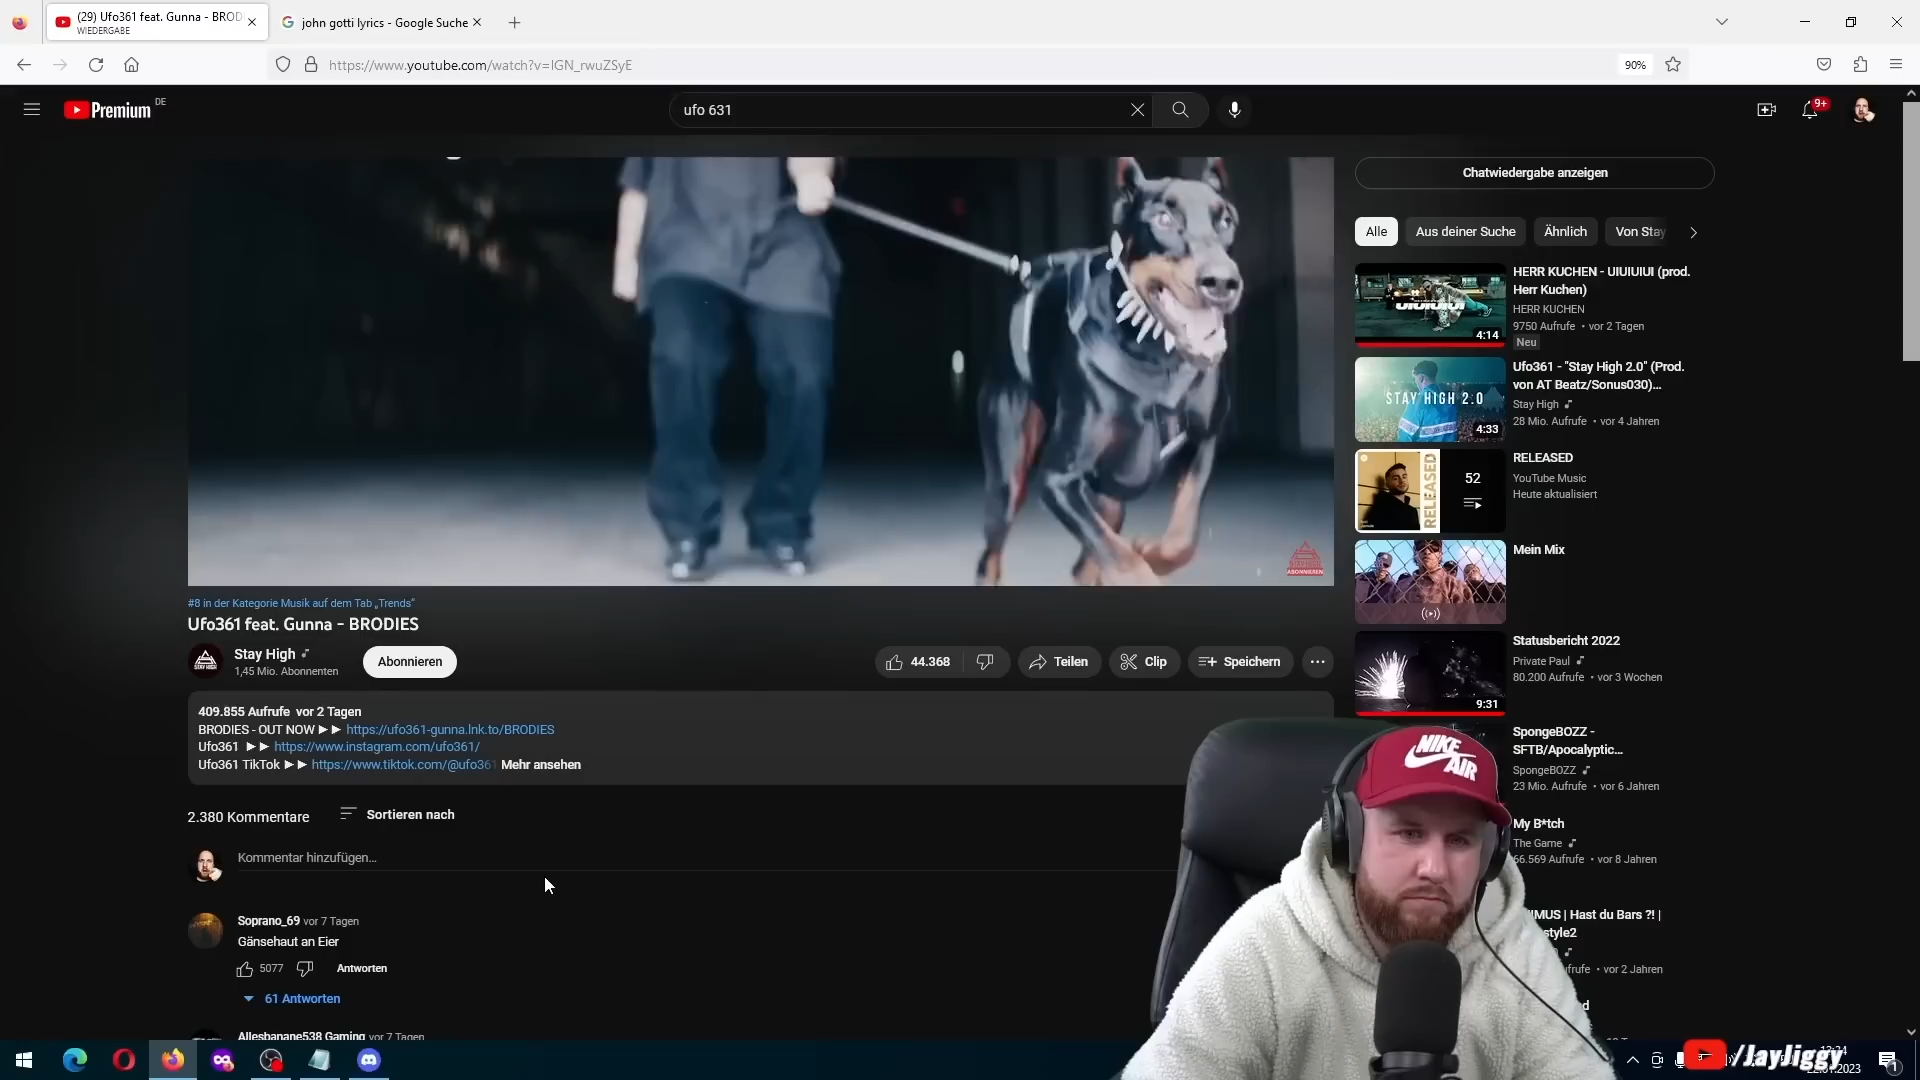 (29) Ufo361 feat. Gunna - BROD
WIEDERGABE
john gotti lyrics - Google Suche
https://www.youtube.com/watch?v=IGN_rwuZSyE
90%
Premium DE
ufo 631
9+
Chatwiedergabe anzeigen
Alle
Aus deiner Suche
Ähnlich
Von Stay
HERR KUCHEN - UIUIUIUI (prod. Herr Kuchen)
HERR KUCHEN
9750 Aufrufe • vor 2 Tagen
Neu
4:14
Ufo361 - "Stay High 2.0" (Prod. von AT Beatz/Sonus030)…
Stay High
28 Mio. Aufrufe • vor 4 Jahren
STAY HIGH 2.0
4:33
RELEASED
YouTube Music
Heute aktualisiert
RELEASED
52
Mein Mix
Statusbericht 2022
Private Paul
80.200 Aufrufe • vor 3 Wochen
9:31
SpongeBOZZ - SFTB/Apocalyptic…
SpongeBOZZ
23 Mio. Aufrufe • vor 6 Jahren
My B*tch
The Game
66.569 Aufrufe • vor 8 Jahren
| Hast du Bars ?! |
vor 2 Jahren
ABONNIEREN
#8 in der Kategorie Musik auf dem Tab „Trends"
Ufo361 feat. Gunna - BRODIES
Stay High
1,45 Mio. Abonnenten
Abonnieren
44.368
Teilen
Clip
Speichern
409.855 Aufrufe vor 2 Tagen
BRODIES - OUT NOW ►► https://ufo361-gunna.lnk.to/BRODIES
Ufo361 ►► https://www.instagram.com/ufo361/
Ufo361 TikTok ►► https://www.tiktok.com/@ufo361 Mehr ansehen
2.380 Kommentare
Sortieren nach
Kommentar hinzufügen...
Soprano_69 vor 7 Tagen
Gänsehaut an Eier
5077
Antworten
61 Antworten
Allesbanane538 Gaming vor 7 Tagen
NIKE AIR
/JayJiggy